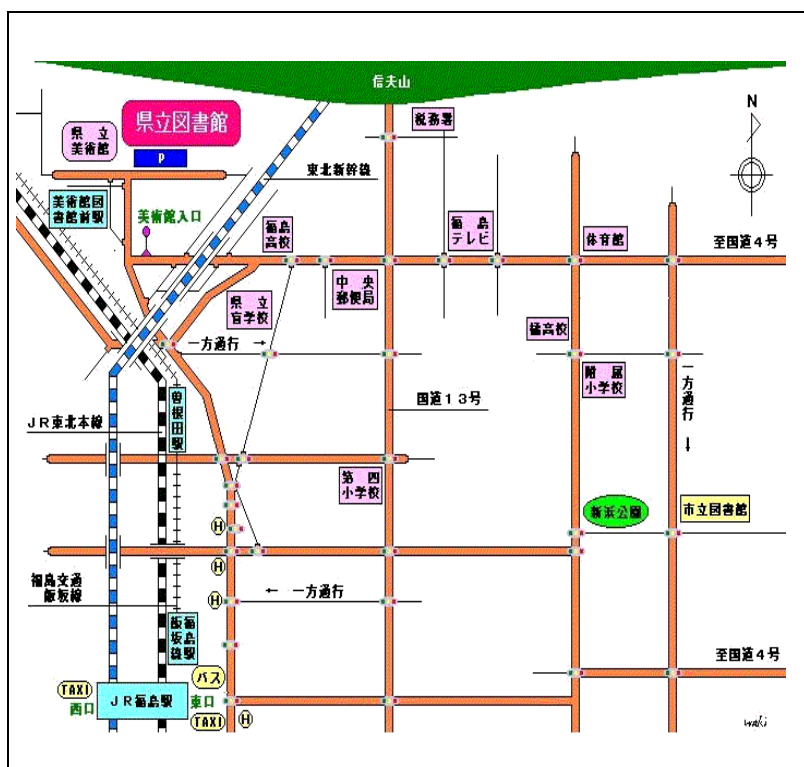 信夫山
県立図書館
県立
美術館
P
税務署
N
東北新幹線
美術館図
書館前駅
美術館入口
福島
高校
福島
テレビ
体育館
至国道4号
中央
郵便局
県立
盲学校
橘高校
一方通行 →
附属
小学校
一方通行
↓
国道13号
JR東北本線
曽根田駅
第四
小学校
新浜公園
市立図書館
H
H
福島交通
飯坂線
← 一方通行
H
福島
飯坂線駅
至国道4号
バス
TAXI
JR福島駅
西口
東口
TAXI
H
waki